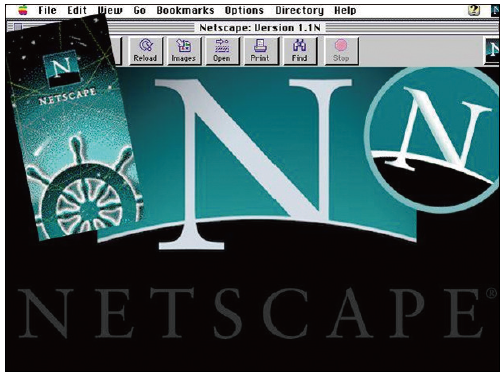 File Edit View Go Bookmarks Options Directory Help
Netscape: Version 1.1N
Reload Images Open Print Find Stop
N
NETSCAPE
N
N
N
NETSCAPE®